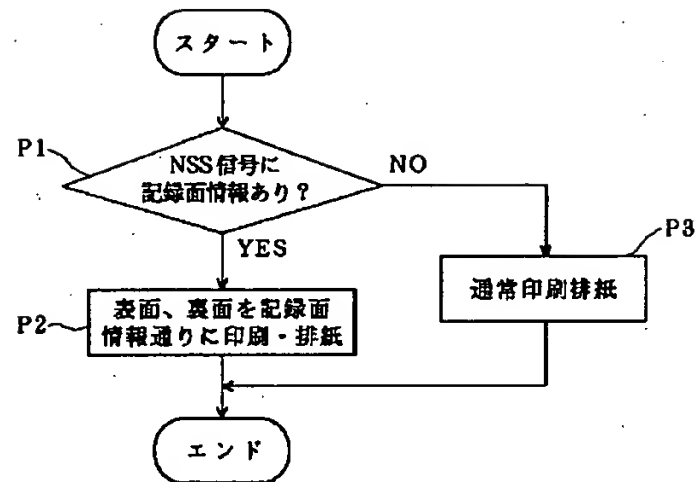 スタート
P1
NSS信号に
記録面情報あり？
NO
YES
P3
通常印刷排紙
P2
表面、裏面を記録面
情報通りに印刷・排紙
エンド